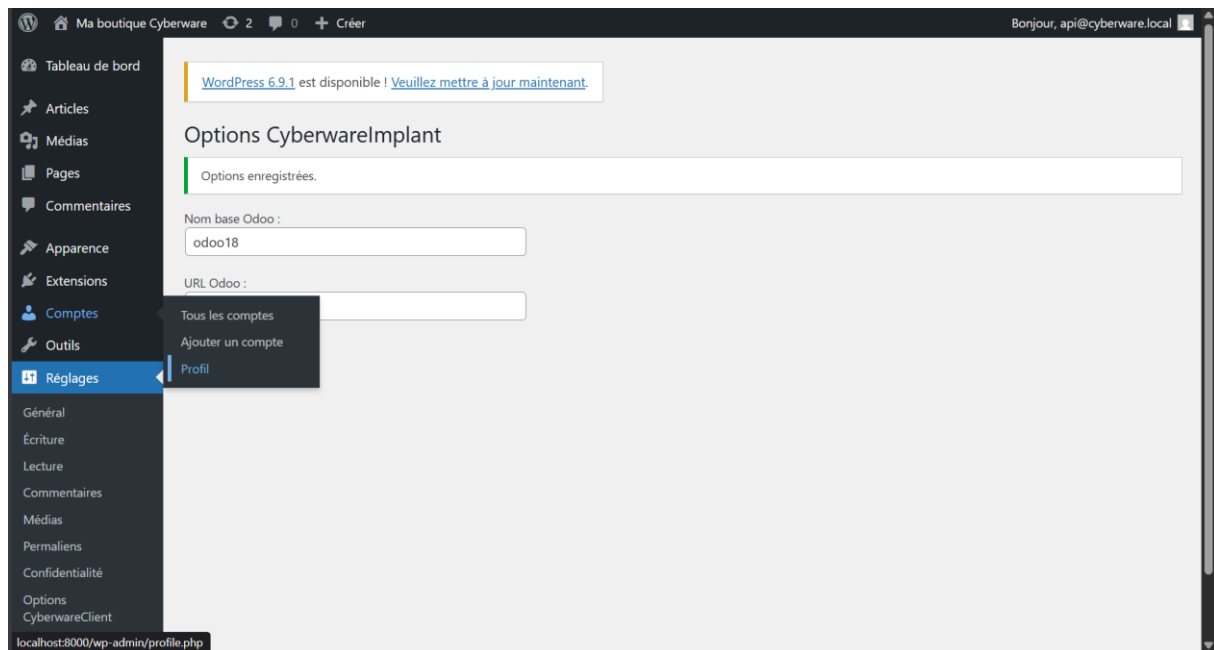 Ma boutique Cyberware 2 0 + Créer Bonjour, api@cyberware.local
Tableau de bord
Articles
Médias
Pages
Commentaires
Apparence
Extensions
Comptes
Outils
Réglages
Général
Écriture
Lecture
Commentaires
Médias
Permaliens
Confidentialité
Options
CyberwareClient
localhost:8000/wp-admin/profile.php
Tous les comptes
Ajouter un compte
Profil
WordPress 6.9.1 est disponible ! Veuillez mettre à jour maintenant.
Options CyberwareImplant
Options enregistrées.
Nom base Odoo :
odoo18
URL Odoo :